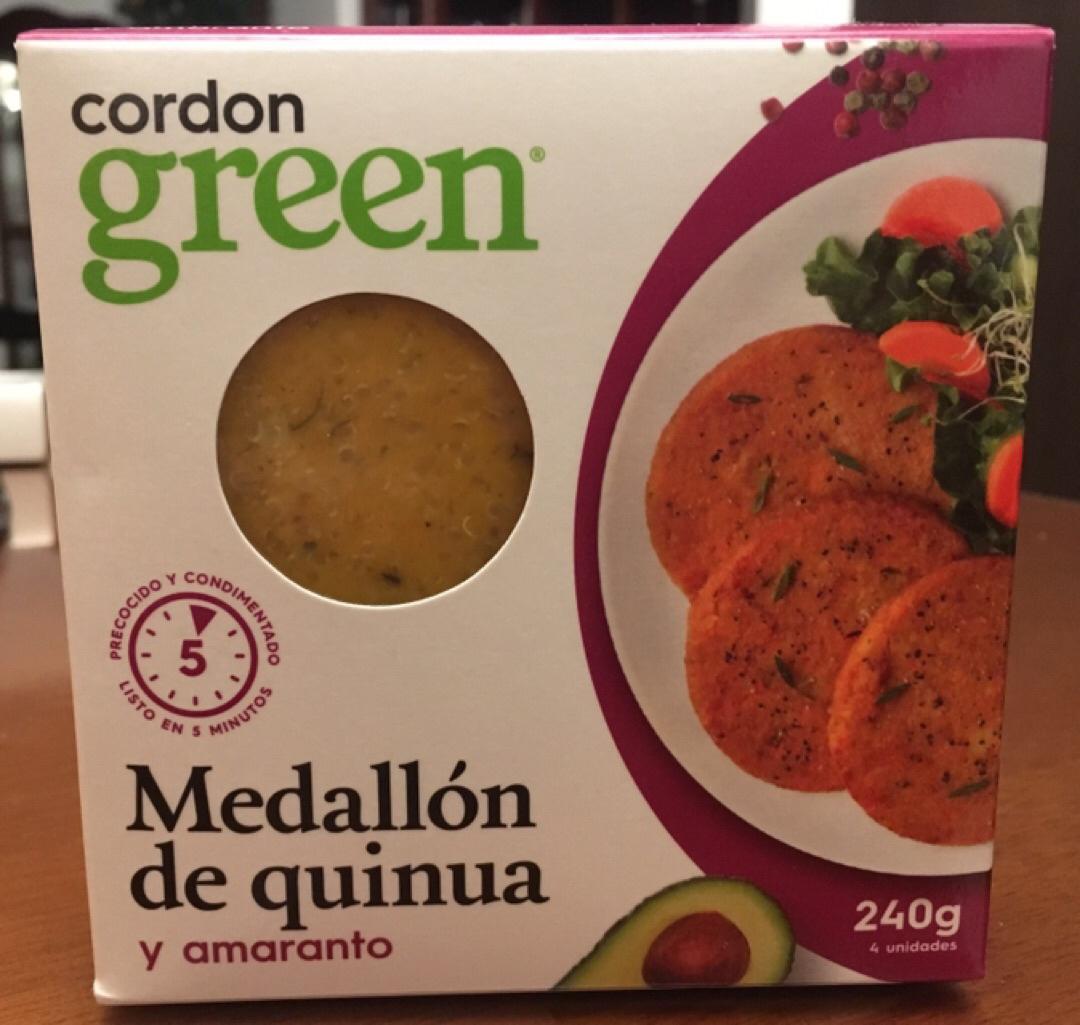 cordon
green®
PRECOCIDO Y CONDIMENTADO
5
LISTO EN 5 MINUTOS
Medallón
de quinua
y amaranto
240g
4 unidades